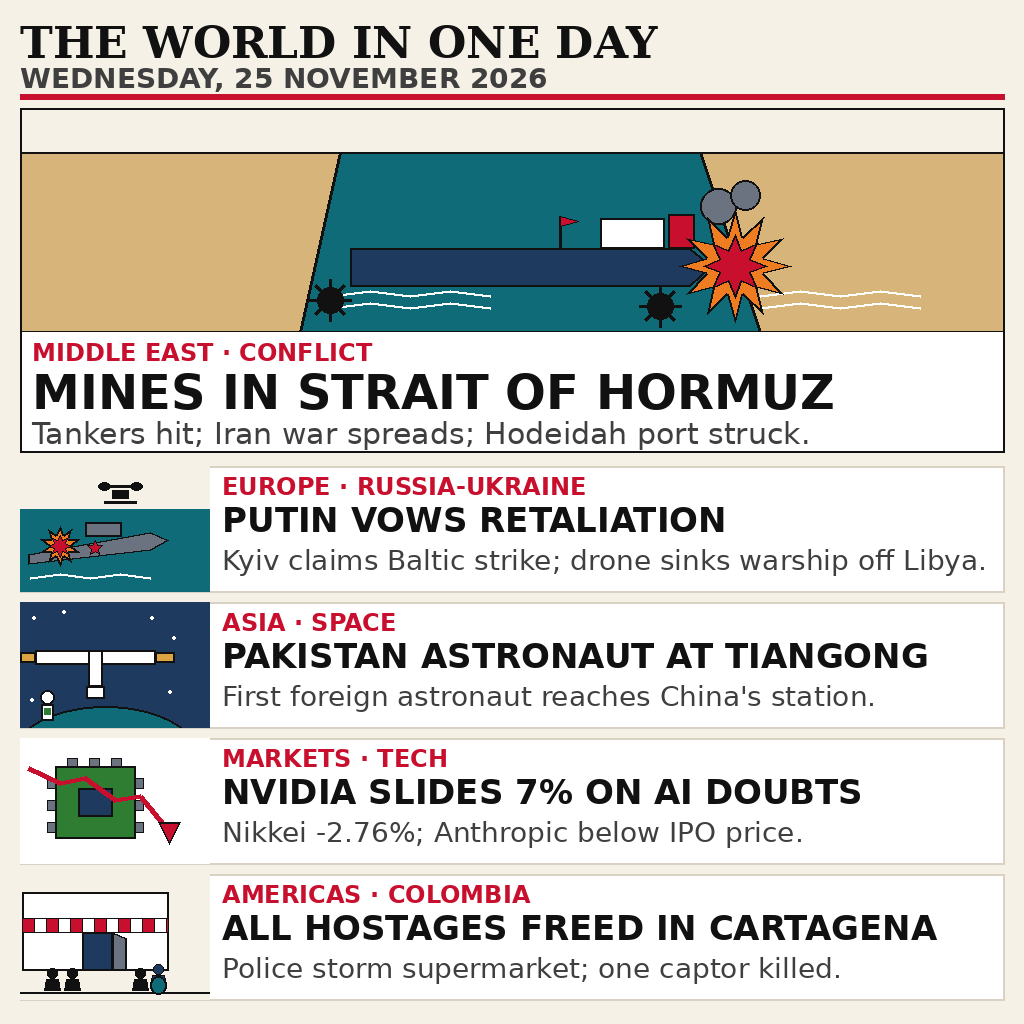 THE WORLD IN ONE DAY
WEDNESDAY, 25 NOVEMBER 2026
MIDDLE EAST · CONFLICT
MINES IN STRAIT OF HORMUZ
Tankers hit; Iran war spreads; Hodeidah port struck.
EUROPE · RUSSIA-UKRAINE
PUTIN VOWS RETALIATION
Kyiv claims Baltic strike; drone sinks warship off Libya.
ASIA · SPACE
PAKISTAN ASTRONAUT AT TIANGONG
First foreign astronaut reaches China's station.
MARKETS · TECH
NVIDIA SLIDES 7% ON AI DOUBTS
Nikkei -2.76%; Anthropic below IPO price.
AMERICAS · COLOMBIA
ALL HOSTAGES FREED IN CARTAGENA
Police storm supermarket; one captor killed.